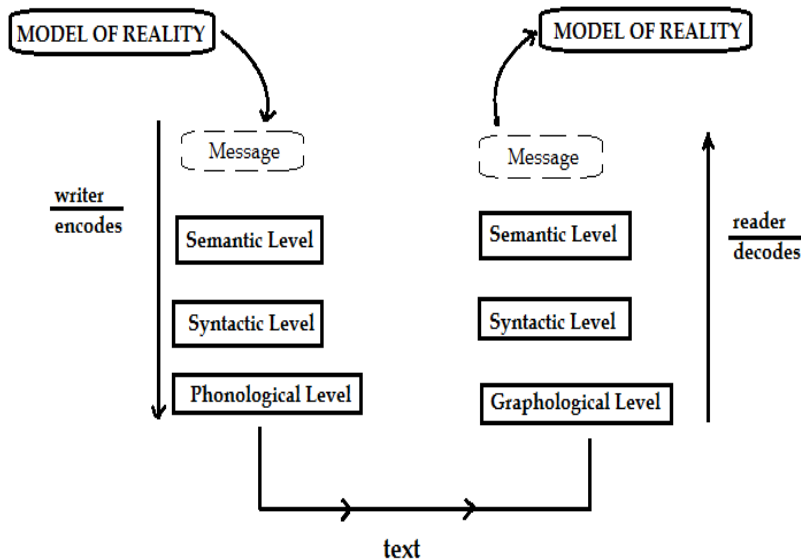 MODEL OF REALITY
MODEL OF REALITY
Message
Message
writer
encodes
reader
decodes
Semantic Level
Semantic Level
Syntactic Level
Syntactic Level
Phonological Level
Graphological Level
text